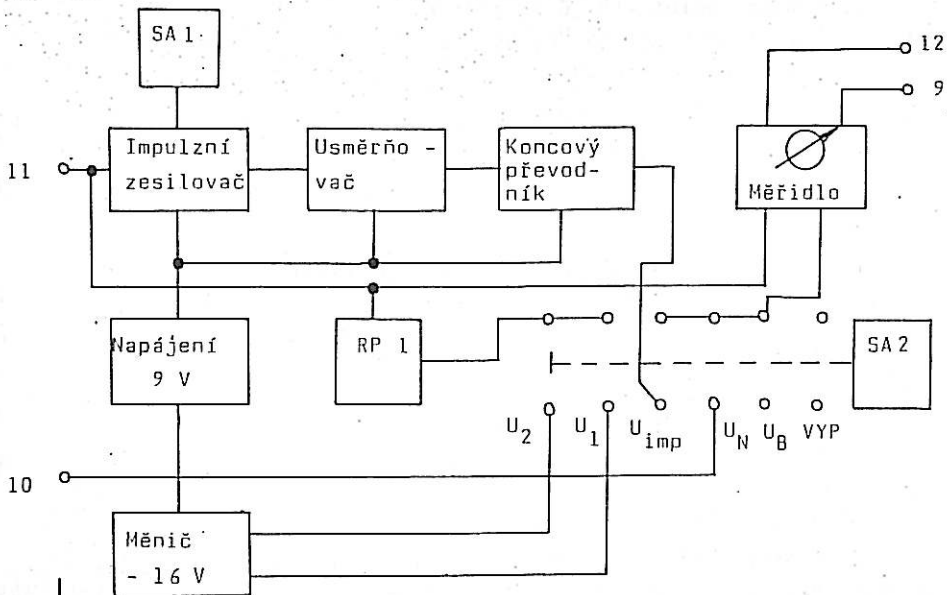 SA 1
12
9
11
Impulzní
zesilovač
Usměrňo -
vač
Koncový
převod-
ník
Měřidlo
Napájení
9 V
RP 1
SA 2
U2
U1
Uimp
UN
UB
VYP
10
Měnič
- 16 V